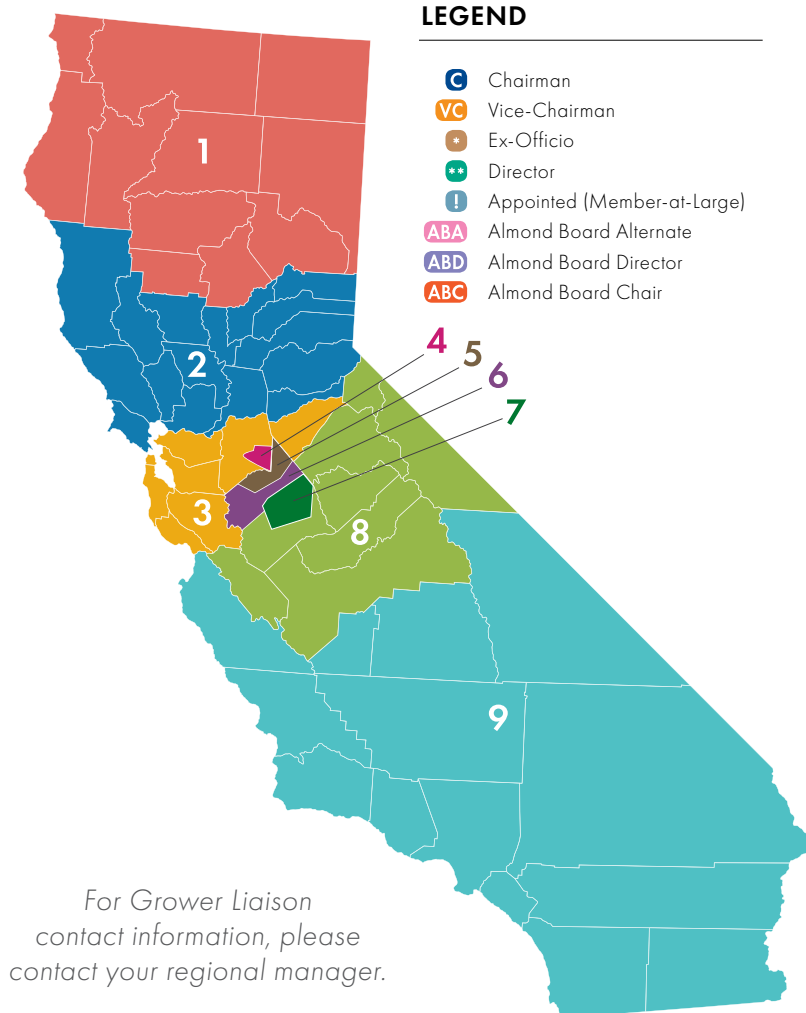 LEGEND
C Chairman
VC Vice-Chairman
* Ex-Officio
** Director
! Appointed (Member-at-Large)
ABA Almond Board Alternate
ABD Almond Board Director
ABC Almond Board Chair
1
2
3
4
5
6
7
8
9
For Grower Liaison
contact information, please
contact your regional manager.